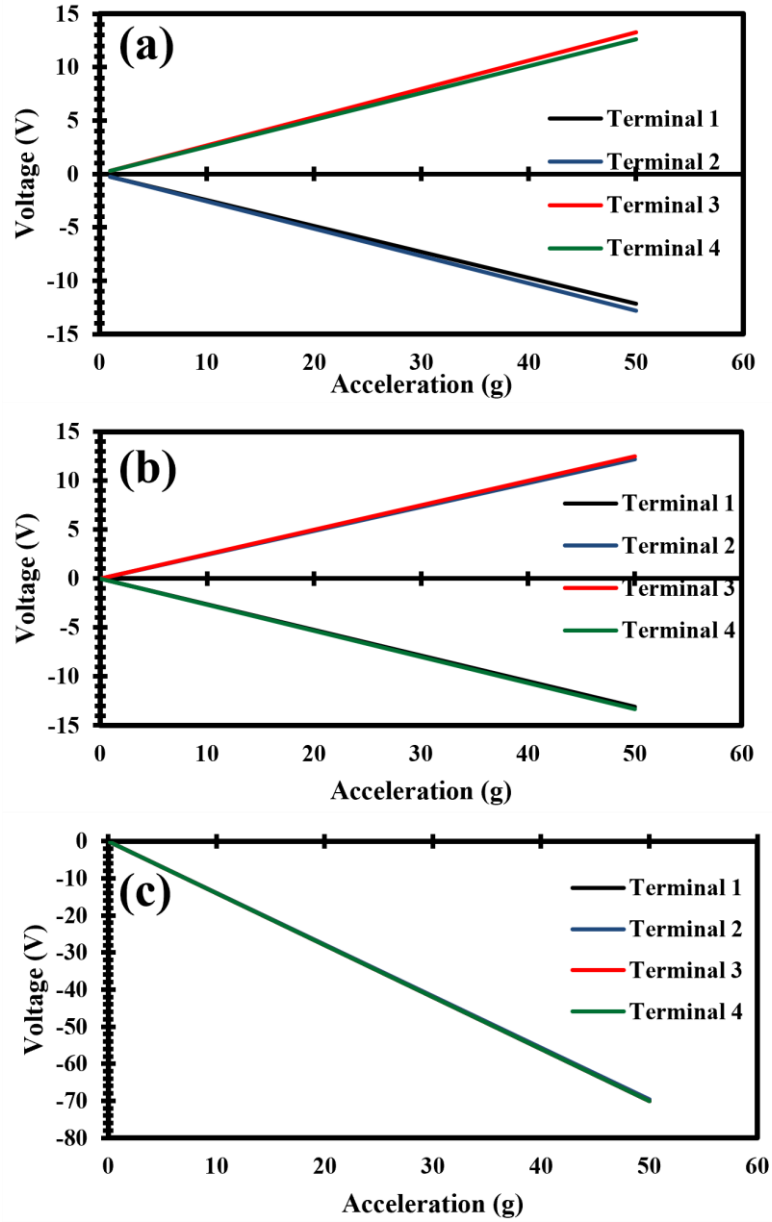 (a)
15
10
5
0
-5
-10
-15
Voltage (V)
Terminal 1
Terminal 2
Terminal 3
Terminal 4
0 10 20 30 40 50 60
Acceleration (g)
(b)
15
10
5
0
-5
-10
-15
Voltage (V)
Terminal 1
Terminal 2
Terminal 3
Terminal 4
0 10 20 30 40 50 60
Acceleration (g)
(c)
0
-10
-20
-30
-40
-50
-60
-70
-80
Voltage (V)
Terminal 1
Terminal 2
Terminal 3
Terminal 4
0 10 20 30 40 50 60
Acceleration (g)